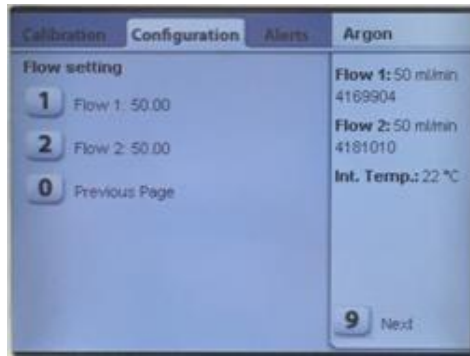 Calibration Configuration Alerts Argon
Flow setting
1 Flow 1: 50.00
2 Flow 2: 50.00
0 Previous Page
Flow 1: 50 ml/min
4169904
Flow 2: 50 ml/min
4181010
Int. Temp.: 22 °C
9 Next